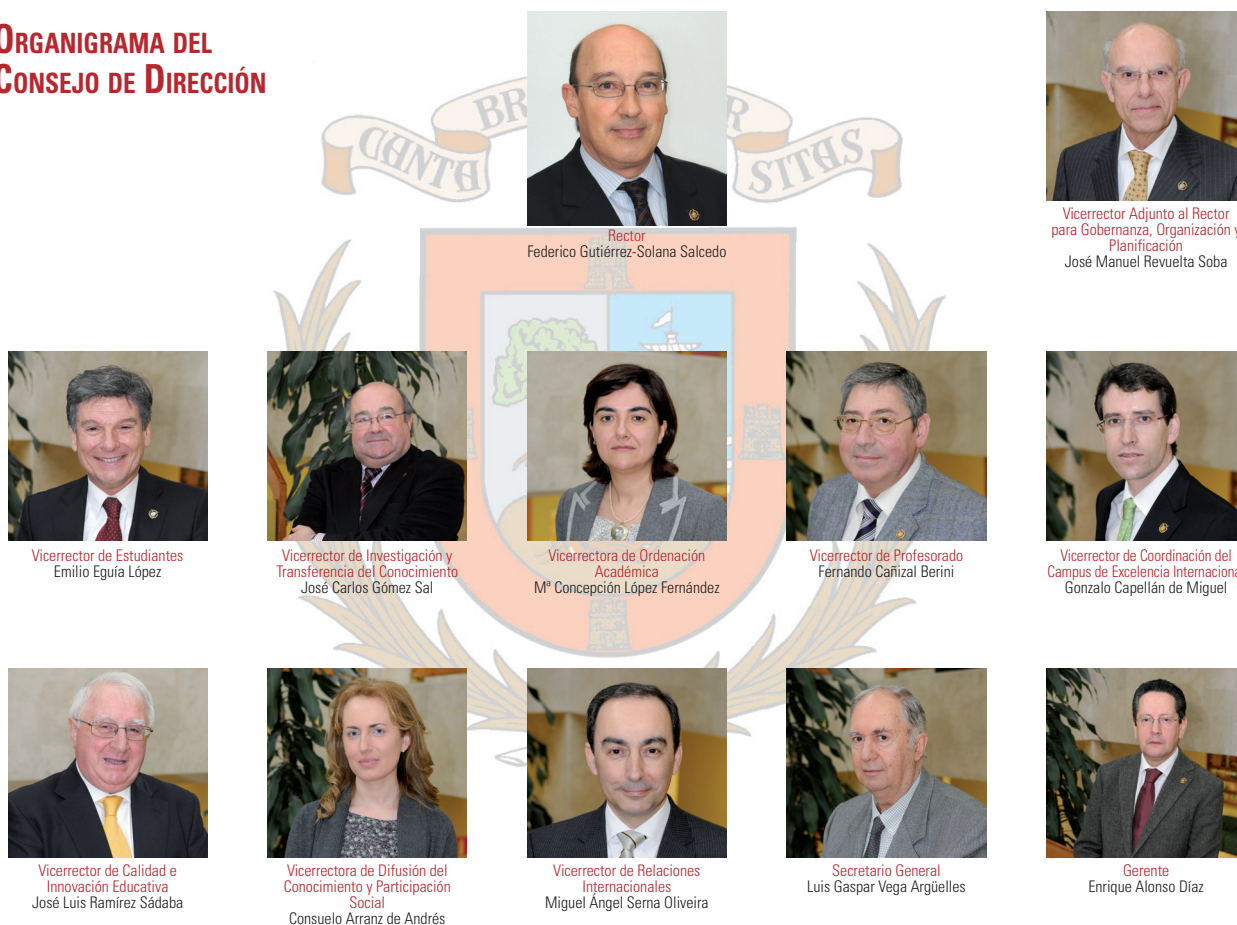 ORGANIGRAMA DEL
CONSEJO DE DIRECCIÓN
CANTA BR R SITAS
Rector
Federico Gutiérrez-Solana Salcedo
Vicerrector Adjunto al Rector
para Gobernanza, Organización y
Planificación
José Manuel Revuelta Soba
Vicerrector de Estudiantes
Emilio Eguía López
Vicerrector de Investigación y
Transferencia del Conocimiento
José Carlos Gómez Sal
Vicerrectora de Ordenación
Académica
Mª Concepción López Fernández
Vicerrector de Profesorado
Fernando Cañizal Berini
Vicerrector de Coordinación del
Campus de Excelencia Internacional
Gonzalo Capellán de Miguel
Vicerrector de Calidad e
Innovación Educativa
José Luis Ramírez Sádaba
Vicerrectora de Difusión del
Conocimiento y Participación
Social
Consuelo Arranz de Andrés
Vicerrector de Relaciones
Internacionales
Miguel Ángel Serna Oliveira
Secretario General
Luis Gaspar Vega Argüelles
Gerente
Enrique Alonso Díaz